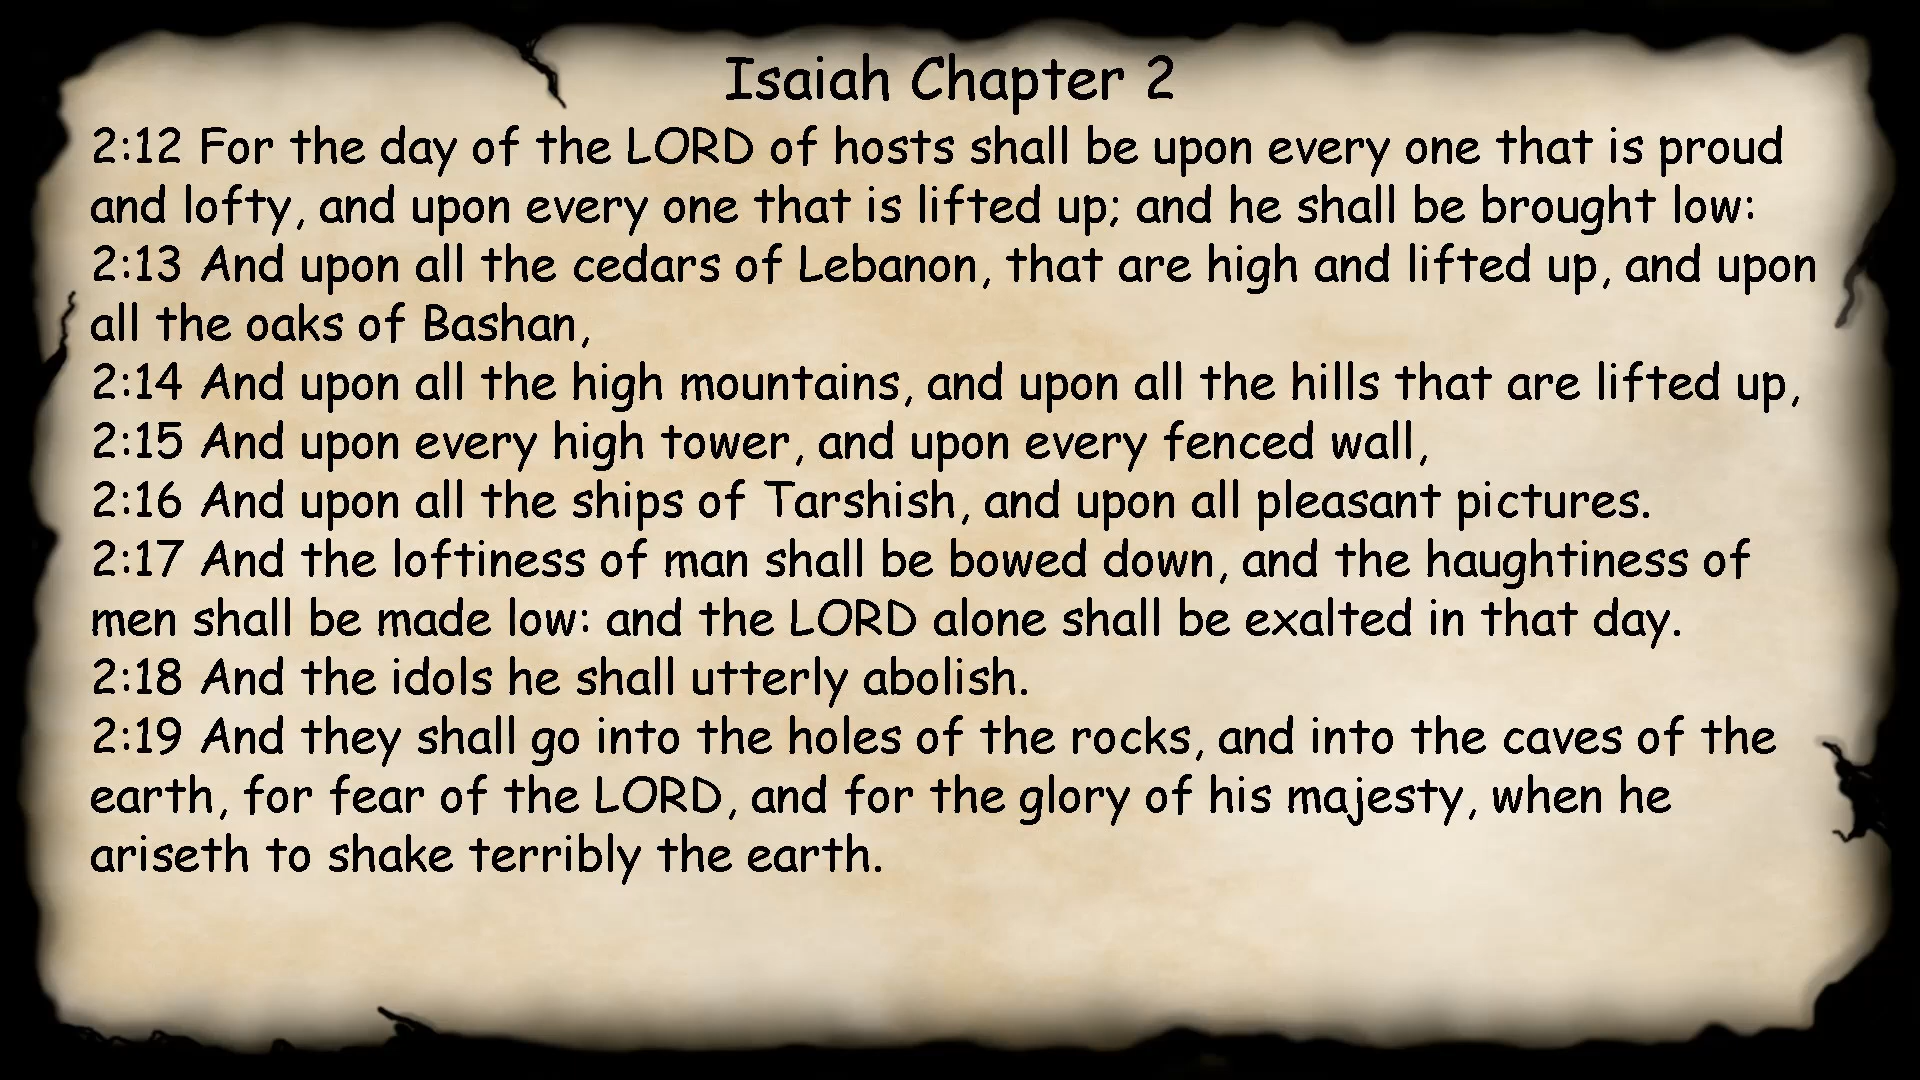 Isaiah Chapter 2
2:12 For the day of the LORD of hosts shall be upon every one that is proud
and lofty, and upon every one that is lifted up; and he shall be brought low:
2:13 And upon all the cedars of Lebanon, that are high and lifted up, and upon
all the oaks of Bashan,
2:14 And upon all the high mountains, and upon all the hills that are lifted up,
2:15 And upon every high tower, and upon every fenced wall,
2:16 And upon all the ships of Tarshish, and upon all pleasant pictures.
2:17 And the loftiness of man shall be bowed down, and the haughtiness of
men shall be made low: and the LORD alone shall be exalted in that day.
2:18 And the idols he shall utterly abolish.
2:19 And they shall go into the holes of the rocks, and into the caves of the
earth, for fear of the LORD, and for the glory of his majesty, when he
ariseth to shake terribly the earth.